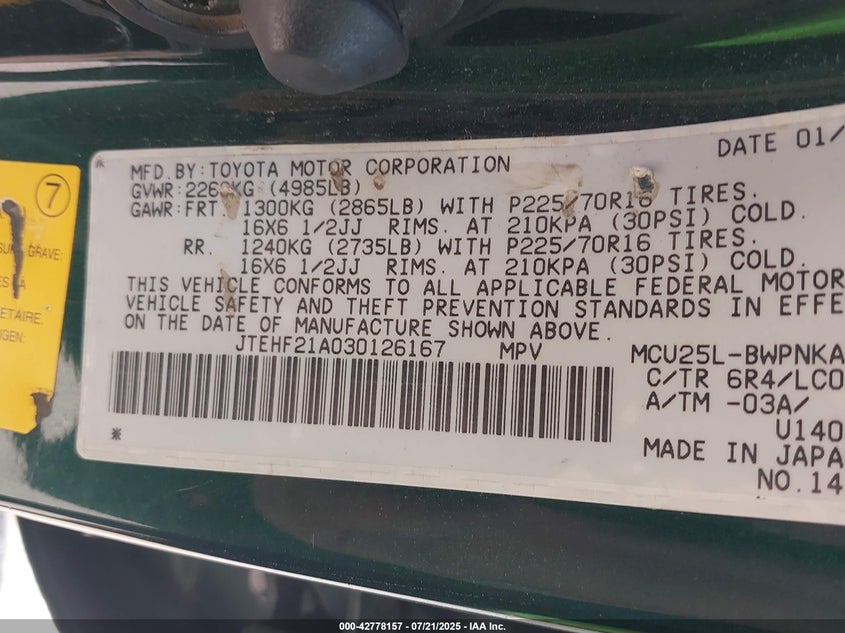 DATE 01/
MFD.BY:TOYOTA MOTOR CORPORATION
GVWR: (4985LB)
GAWR:FRT. 1300KG (2865LB) WITH P225/70R16 TIRES.
16X6 1/2JJ RIMS. AT 210KPA (30PSI) COLD.
RR. 1240KG (2735LB) WITH P225/70R16 TIRES.
16X6 1/2JJ RIMS. AT 210KPA (30PSI) COLD.
THIS VEHICLE CONFORMS TO ALL APPLICABLE FEDERAL MOTOR
VEHICLE SAFETY AND THEFT PREVENTION STANDARDS IN EFFE
ON THE DATE OF MANUFACTURE SHOWN ABOVE.
JTEHF21A030126167 MPV MCU25L-BWPNKA
C/TR 6R4/LC0
A/TM -03A/
U140
MADE IN JAPA
NO.14
7
GRAVE:
ETAIRE.
GEN:
000-42778157 - 07/21/2025 - IAA Inc.